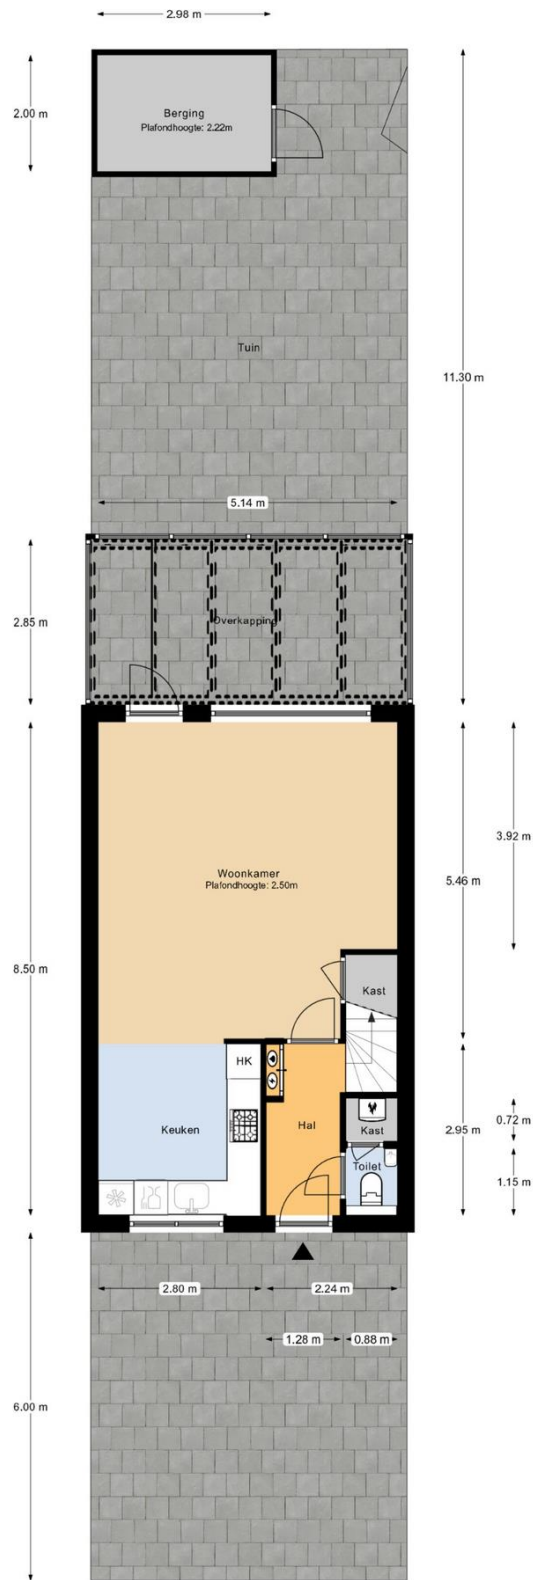 2.98 m
2.00 m
Berging
Plafondhoogte: 2.22m
Tuin
11.30 m
5.14 m
2.85 m
Overkapping
Woonkamer
Plafondhoogte: 2.50m
3.92 m
5.46 m
8.50 m
Kast
HK
Keuken
Hal
Kast
0.72 m
2.95 m
Toilet
1.15 m
2.80 m
2.24 m
1.28 m
0.88 m
6.00 m